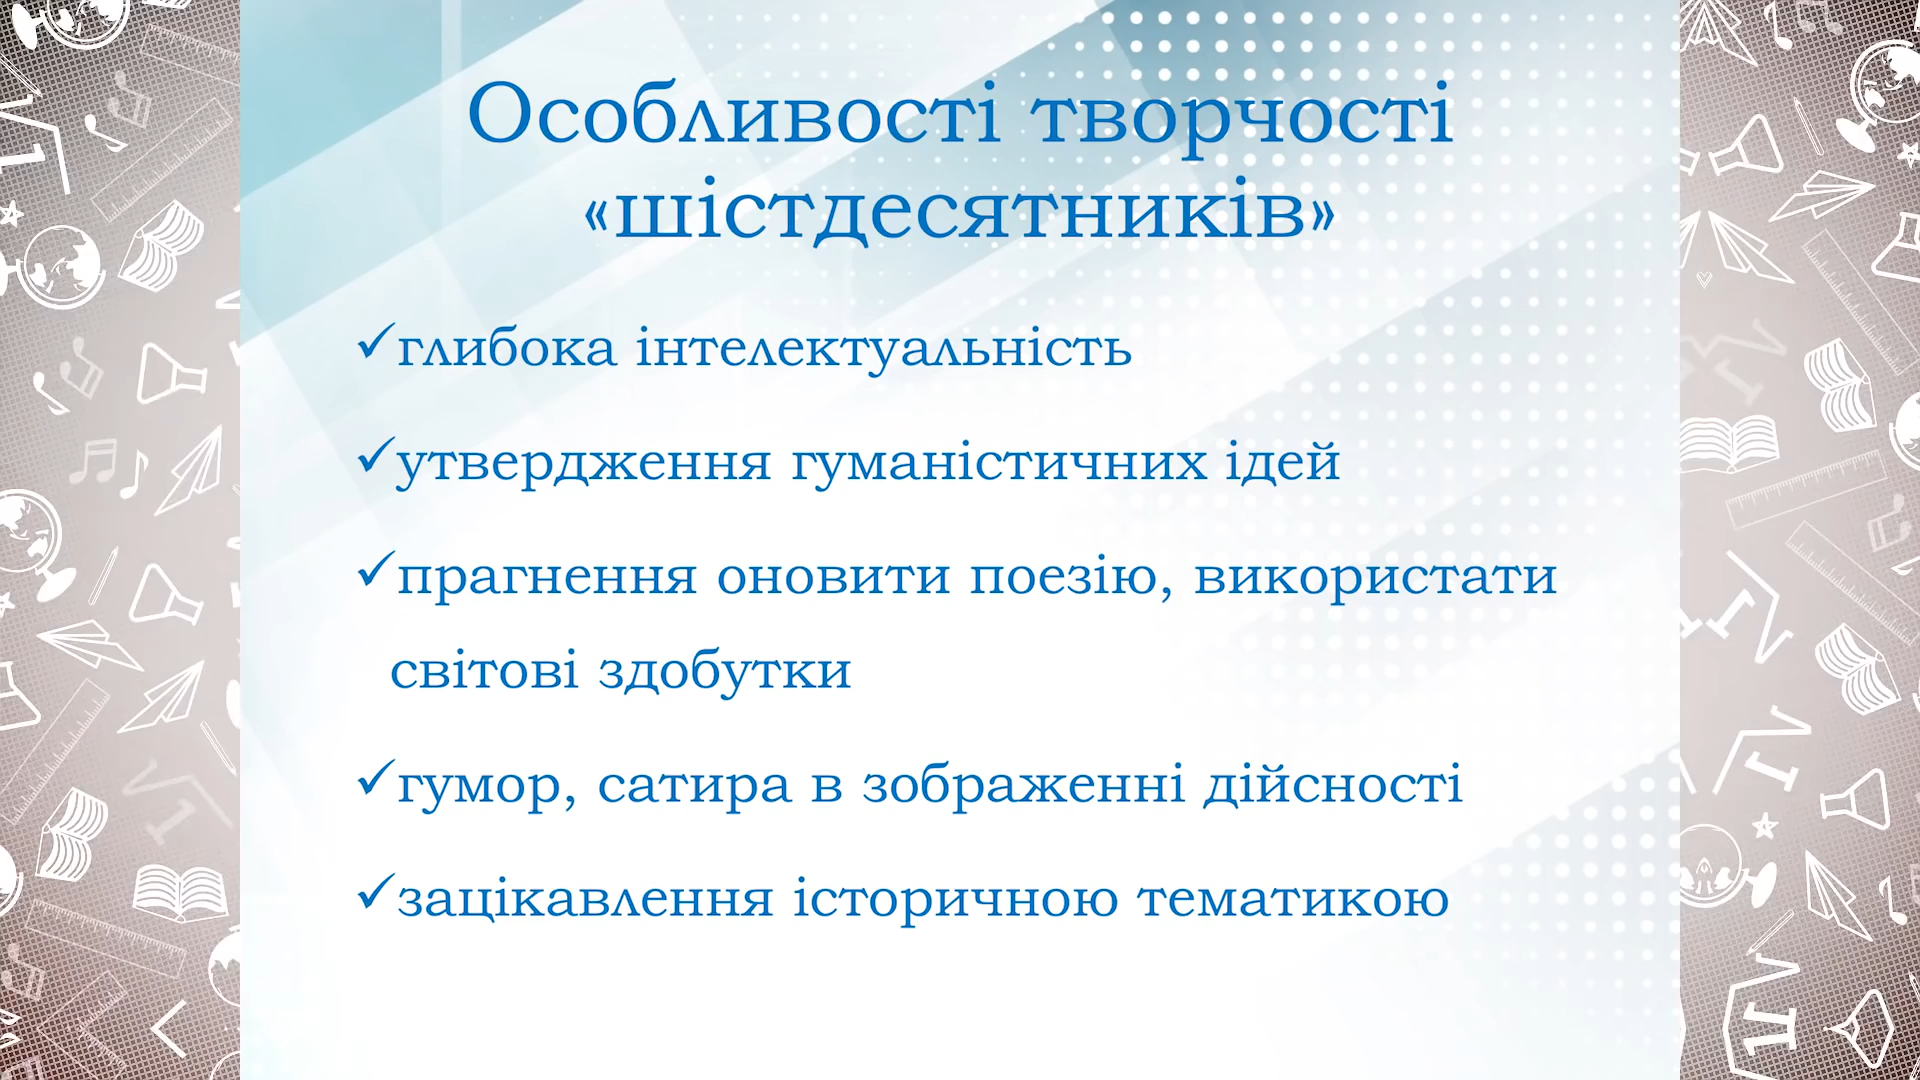 Особливості творчості
«шістдесятників»
✓глибока інтелектуальність
✓утвердження гуманістичних ідей
✓прагнення оновити поезію, використати
світові здобутки
✓гумор, сатира в зображенні дійсності
✓зацікавлення історичною тематикою